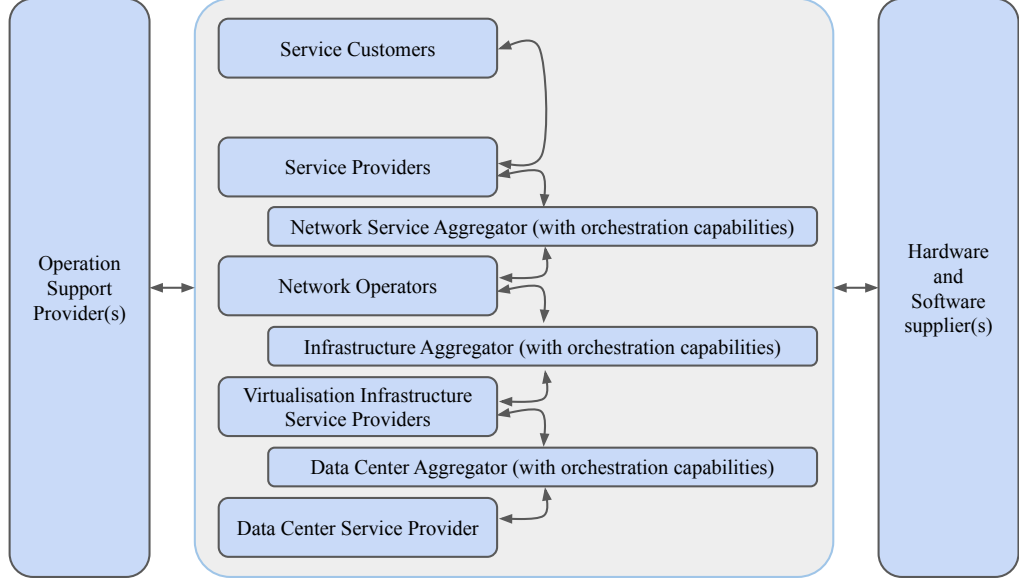 Operation
Support
Provider(s)
Service Customers
Service Providers
Network Service Aggregator (with orchestration capabilities)
Network Operators
Infrastructure Aggregator (with orchestration capabilities)
Virtualisation Infrastructure
Service Providers
Data Center Aggregator (with orchestration capabilities)
Data Center Service Provider
Hardware
and
Software
supplier(s)